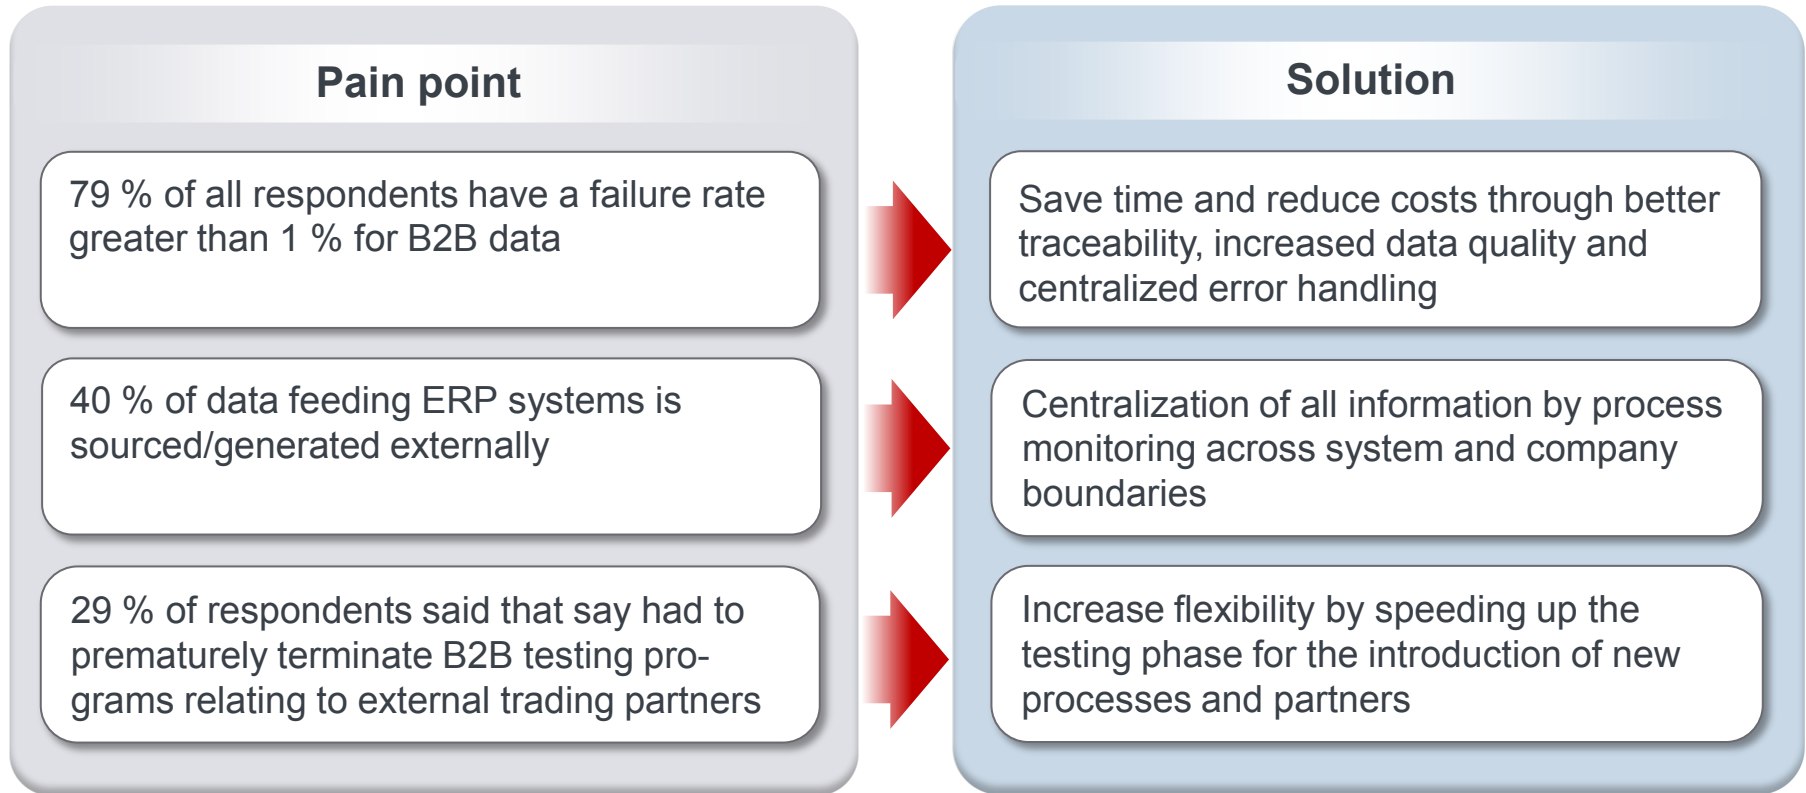 Pain point
79 % of all respondents have a failure rate
greater than 1 % for B2B data
40 % of data feeding ERP systems is
sourced/generated externally
29 % of respondents said that say had to
prematurely terminate B2B testing pro-
grams relating to external trading partners
Solution
Save time and reduce costs through better
traceability, increased data quality and
centralized error handling
Centralization of all information by process
monitoring across system and company
boundaries
Increase flexibility by speeding up the
testing phase for the introduction of new
processes and partners